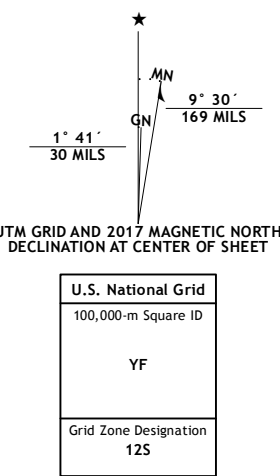 ★
MN
GN
1° 41´
30 MILS
9° 30´
169 MILS
UTM GRID AND 2017 MAGNETIC NORTH
DECLINATION AT CENTER OF SHEET
U.S. National Grid
100,000-m Square ID
YF
Grid Zone Designation
12S